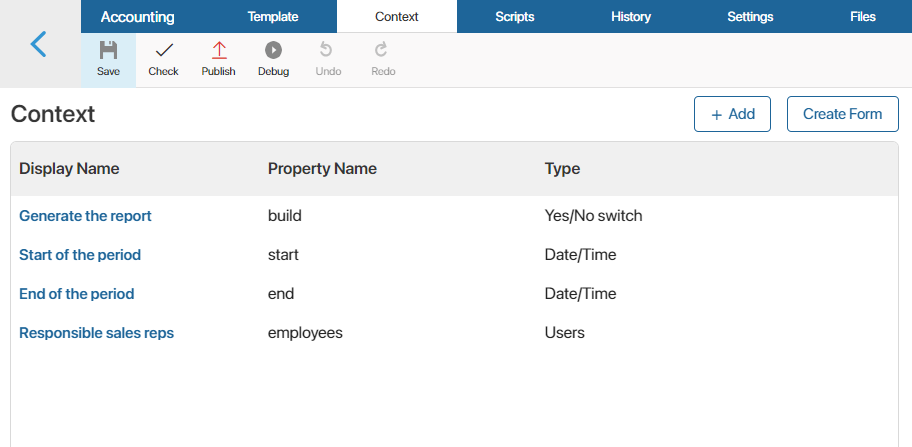 Accounting Template Context Scripts History Settings Files
Save Check Publish Debug Undo Redo
Context + Add Create Form
Display Name Property Name Type
Generate the report build Yes/No switch
Start of the period start Date/Time
End of the period end Date/Time
Responsible sales reps employees Users